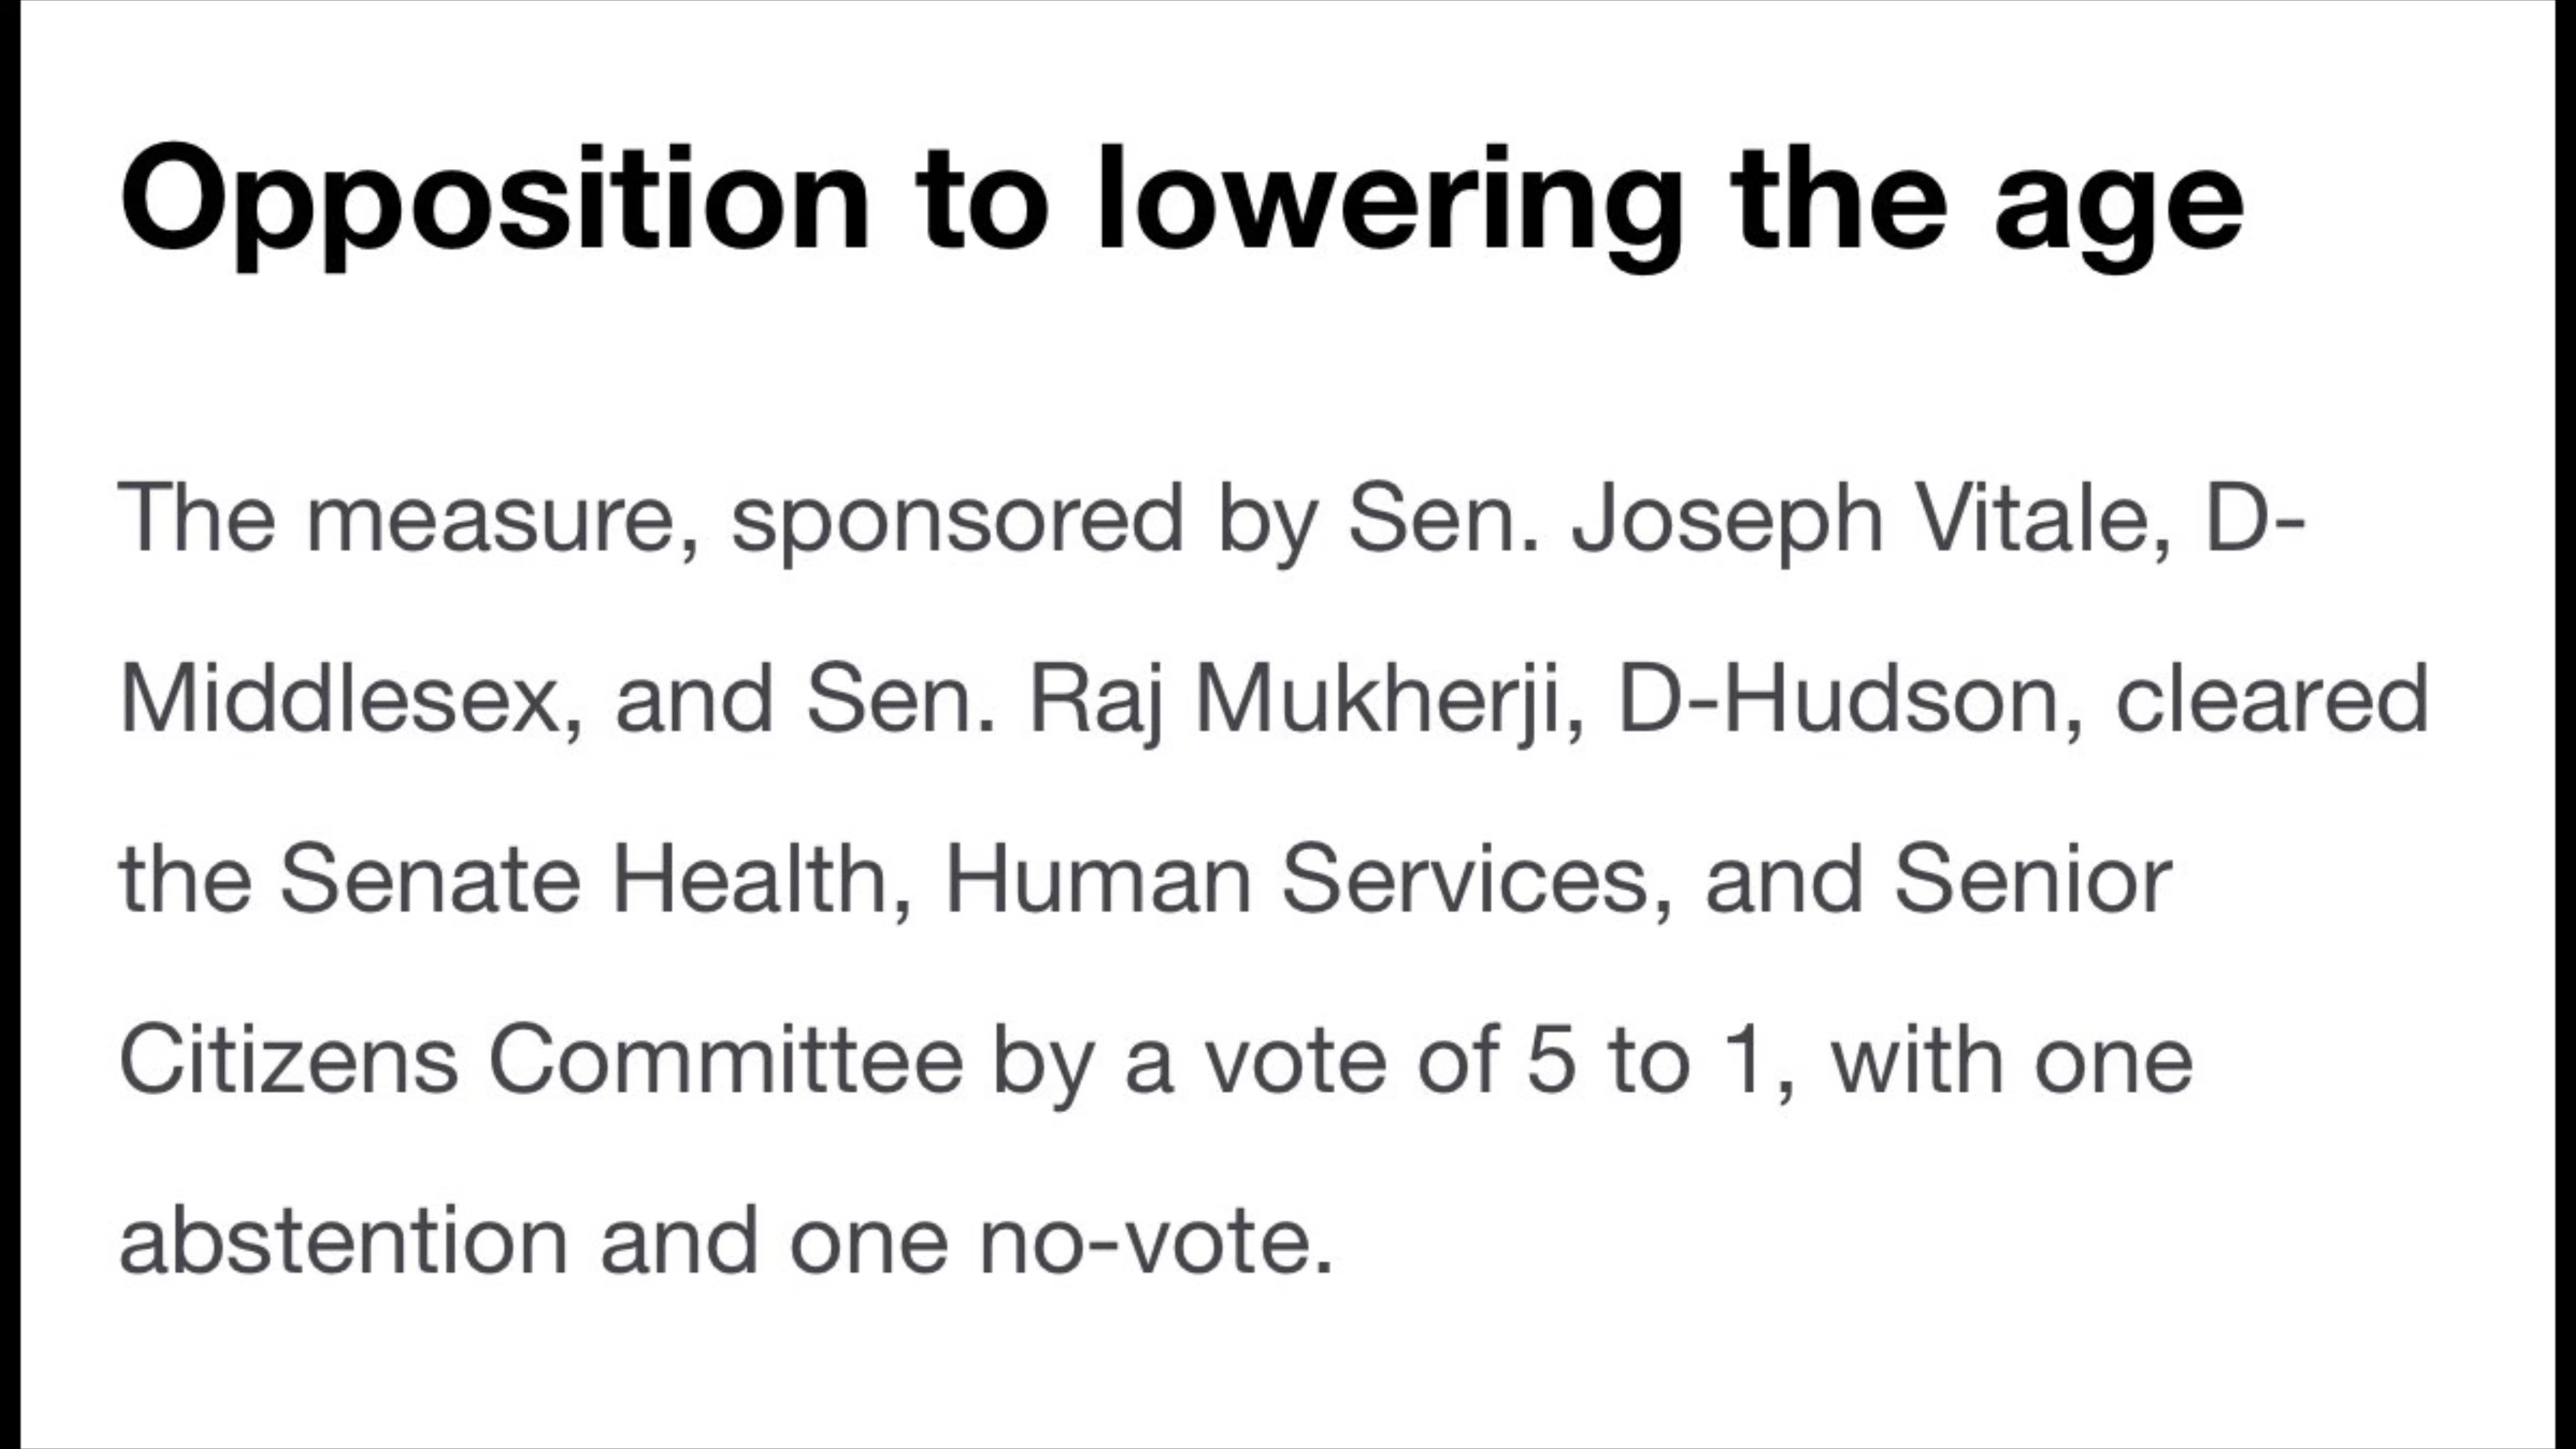 Opposition to lowering the age
The measure, sponsored by Sen. Joseph Vitale, D-
Middlesex, and Sen. Raj Mukherji, D-Hudson, cleared
the Senate Health, Human Services, and Senior
Citizens Committee by a vote of 5 to 1, with one
abstention and one no-vote.